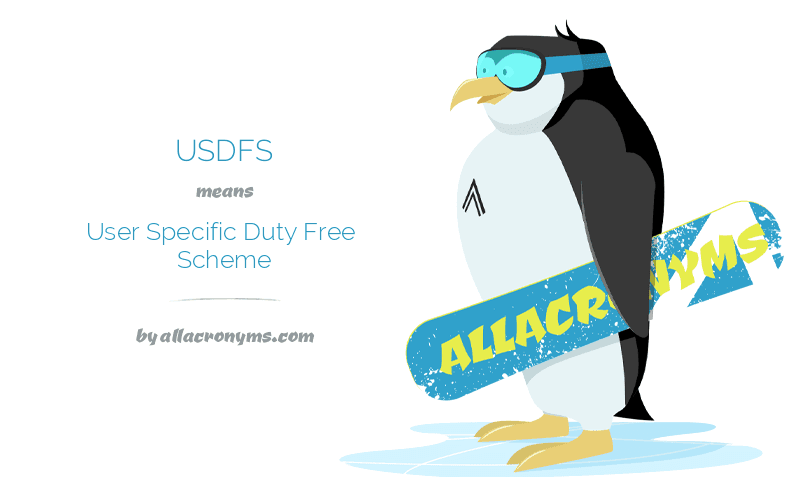 USDFS
means
User Specific Duty Free
Scheme
by allacronyms.com
ALLACRONYMS